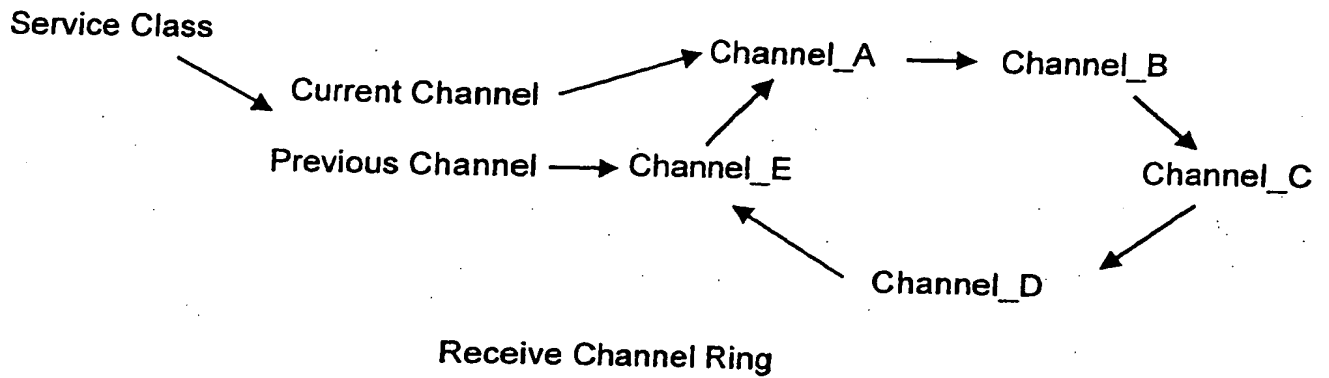 Service Class
Current Channel
Channel_A
Channel_B
Previous Channel
Channel_E
Channel_C
Channel_D
Receive Channel Ring